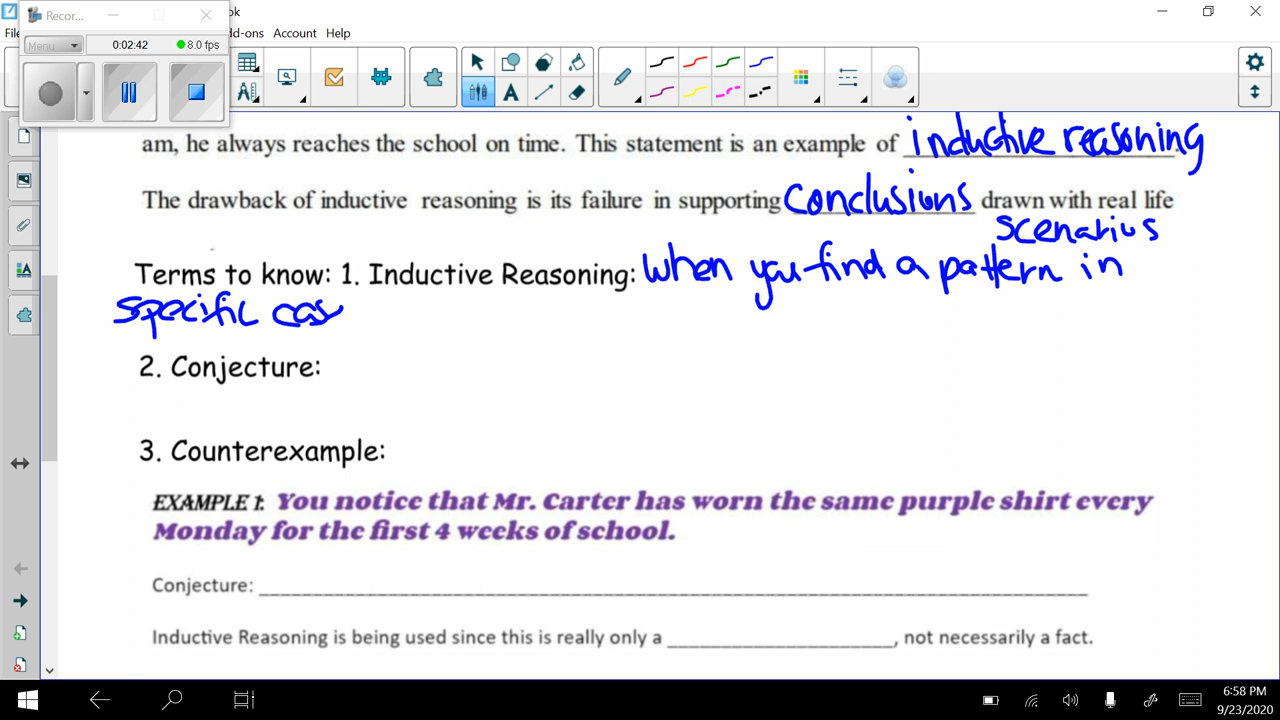 Recor...
ok
Menu 0:02:42 8.0 fps
dd-ons Account Help
am, he always reaches the school on time. This statement is an example of inductive reasoning.
The drawback of inductive reasoning is its failure in supporting Conclusions drawn with real life
scenarios
Terms to know: 1. Inductive Reasoning: when you find a pattern in
specific cas
2. Conjecture:
3. Counterexample:
EXAMPLE 1: You notice that Mr. Carter has worn the same purple shirt every
Monday for the first 4 weeks of school.
Conjecture: ____________________
Inductive Reasoning is being used since this is really only a ____________________, not necessarily a fact.
6:58 PM
9/23/2020